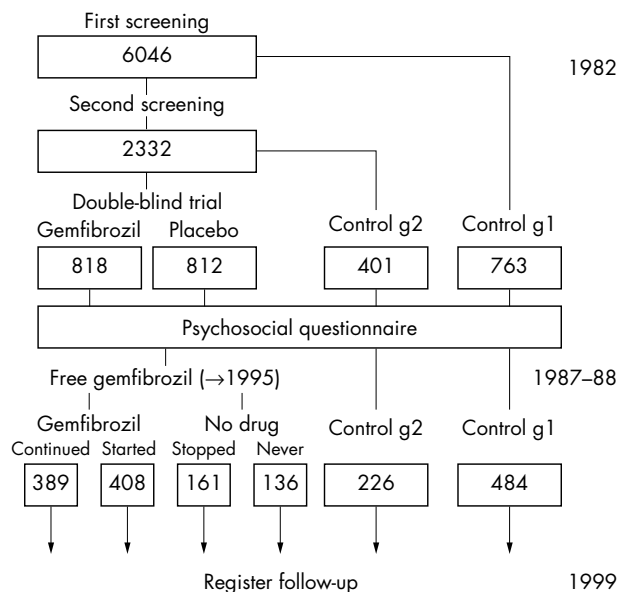 First screening
6046
1982
Second screening
2332
Double-blind trial
Gemfibrozil Placebo Control g2 Control g1
818 812 401 763
Psychosocial questionnaire
Free gemfibrozil (→1995) 1987–88
Gemfibrozil No drug Control g2 Control g1
Continued Started Stopped Never
389 408 161 136 226 484
Register follow-up 1999